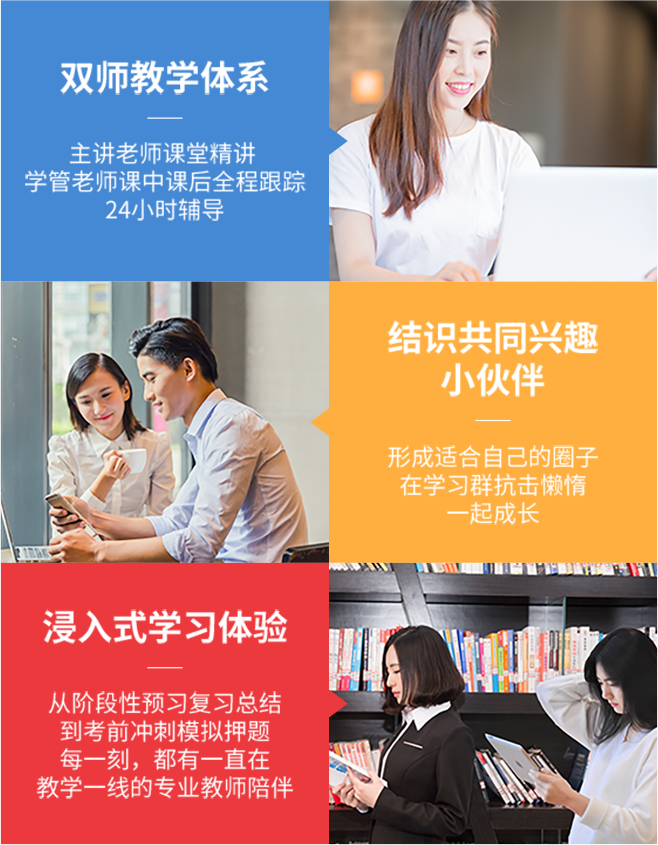 双师教学体系
主讲老师课堂精讲
学管老师课中课后全程跟踪
24小时辅导
结识共同兴趣
小伙伴
形成适合自己的圈子
在学习群抗击懒惰
一起成长
浸入式学习体验
从阶段性预习复习总结
到考前冲刺模拟押题
每一刻，都有一直在
教学一线的专业教师陪伴